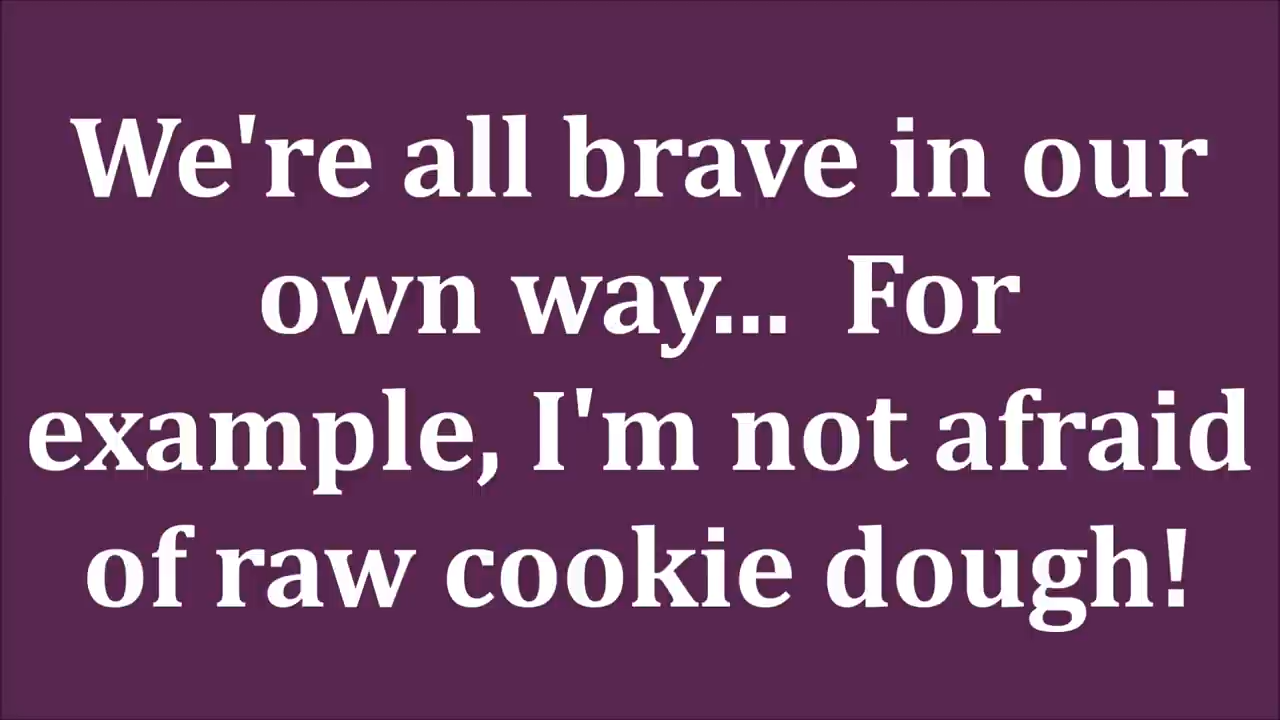 We're all brave in our
own way...  For
example, I'm not afraid
of raw cookie dough!